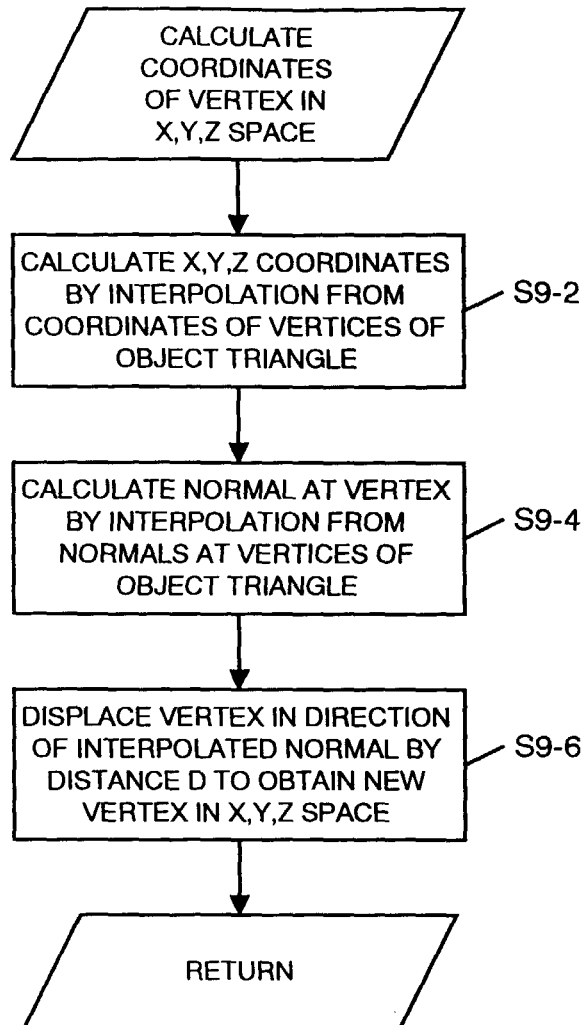 CALCULATE
COORDINATES
OF VERTEX IN
X,Y,Z SPACE
CALCULATE X,Y,Z COORDINATES
BY INTERPOLATION FROM
COORDINATES OF VERTICES OF
OBJECT TRIANGLE
S9-2
CALCULATE NORMAL AT VERTEX
BY INTERPOLATION FROM
NORMALS AT VERTICES OF
OBJECT TRIANGLE
S9-4
DISPLACE VERTEX IN DIRECTION
OF INTERPOLATED NORMAL BY
DISTANCE D TO OBTAIN NEW
VERTEX IN X,Y,Z SPACE
S9-6
RETURN